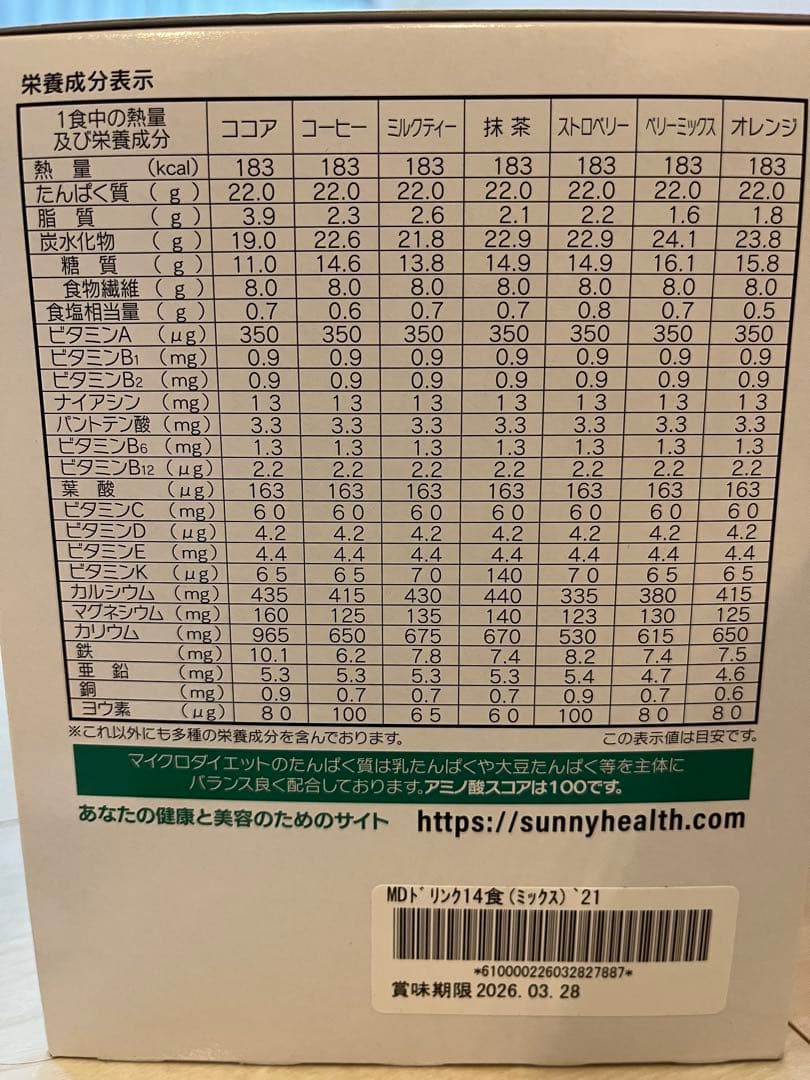 栄養成分表示
1食中の熱量及び栄養成分 ココア コーヒー ミルクティー 抹茶 ストロベリー ベリーミックス オレンジ
熱量 (kcal) 183 183 183 183 183 183 183
たんぱく質 (g) 22.0 22.0 22.0 22.0 22.0 22.0 22.0
脂質 (g) 3.9 2.3 2.6 2.1 2.2 1.6 1.8
炭水化物 (g) 19.0 22.6 21.8 22.9 22.9 24.1 23.8
糖質 (g) 11.0 14.6 13.8 14.9 14.9 16.1 15.8
食物繊維 (g) 8.0 8.0 8.0 8.0 8.0 8.0 8.0
食塩相当量 (g) 0.7 0.6 0.7 0.7 0.8 0.7 0.5
ビタミンA (μg) 350 350 350 350 350 350 350
ビタミンB1 (mg) 0.9 0.9 0.9 0.9 0.9 0.9 0.9
ビタミンB2 (mg) 0.9 0.9 0.9 0.9 0.9 0.9 0.9
ナイアシン (mg) 13 13 13 13 13 13 13
パントテン酸 (mg) 3.3 3.3 3.3 3.3 3.3 3.3 3.3
ビタミンB6 (mg) 1.3 1.3 1.3 1.3 1.3 1.3 1.3
ビタミンB12 (μg) 2.2 2.2 2.2 2.2 2.2 2.2 2.2
葉酸 (μg) 163 163 163 163 163 163 163
ビタミンC (mg) 60 60 60 60 60 60 60
ビタミンD (μg) 4.2 4.2 4.2 4.2 4.2 4.2 4.2
ビタミンE (mg) 4.4 4.4 4.4 4.4 4.4 4.4 4.4
ビタミンK (μg) 65 65 70 140 70 65 65
カルシウム (mg) 435 415 430 440 335 380 415
マグネシウム (mg) 160 125 135 140 123 130 125
カリウム (mg) 965 650 675 670 530 615 650
鉄 (mg) 10.1 6.2 7.8 7.4 8.2 7.4 7.5
亜鉛 (mg) 5.3 5.3 5.3 5.3 5.4 4.7 4.6
銅 (mg) 0.9 0.7 0.7 0.7 0.9 0.7 0.6
ヨウ素 (μg) 80 100 65 60 100 80 80
※これ以外にも多種の栄養成分を含んでおります。 この表示値は目安です。
マイクロダイエットのたんぱく質は乳たんぱくや大豆たんぱく等を主体に
バランス良く配合しております。アミノ酸スコアは100です。
あなたの健康と美容のためのサイト https://sunnyhealth.com
MDドリンク14食(ミックス)`21
*610000226032827887*
賞味期限 2026.03.28